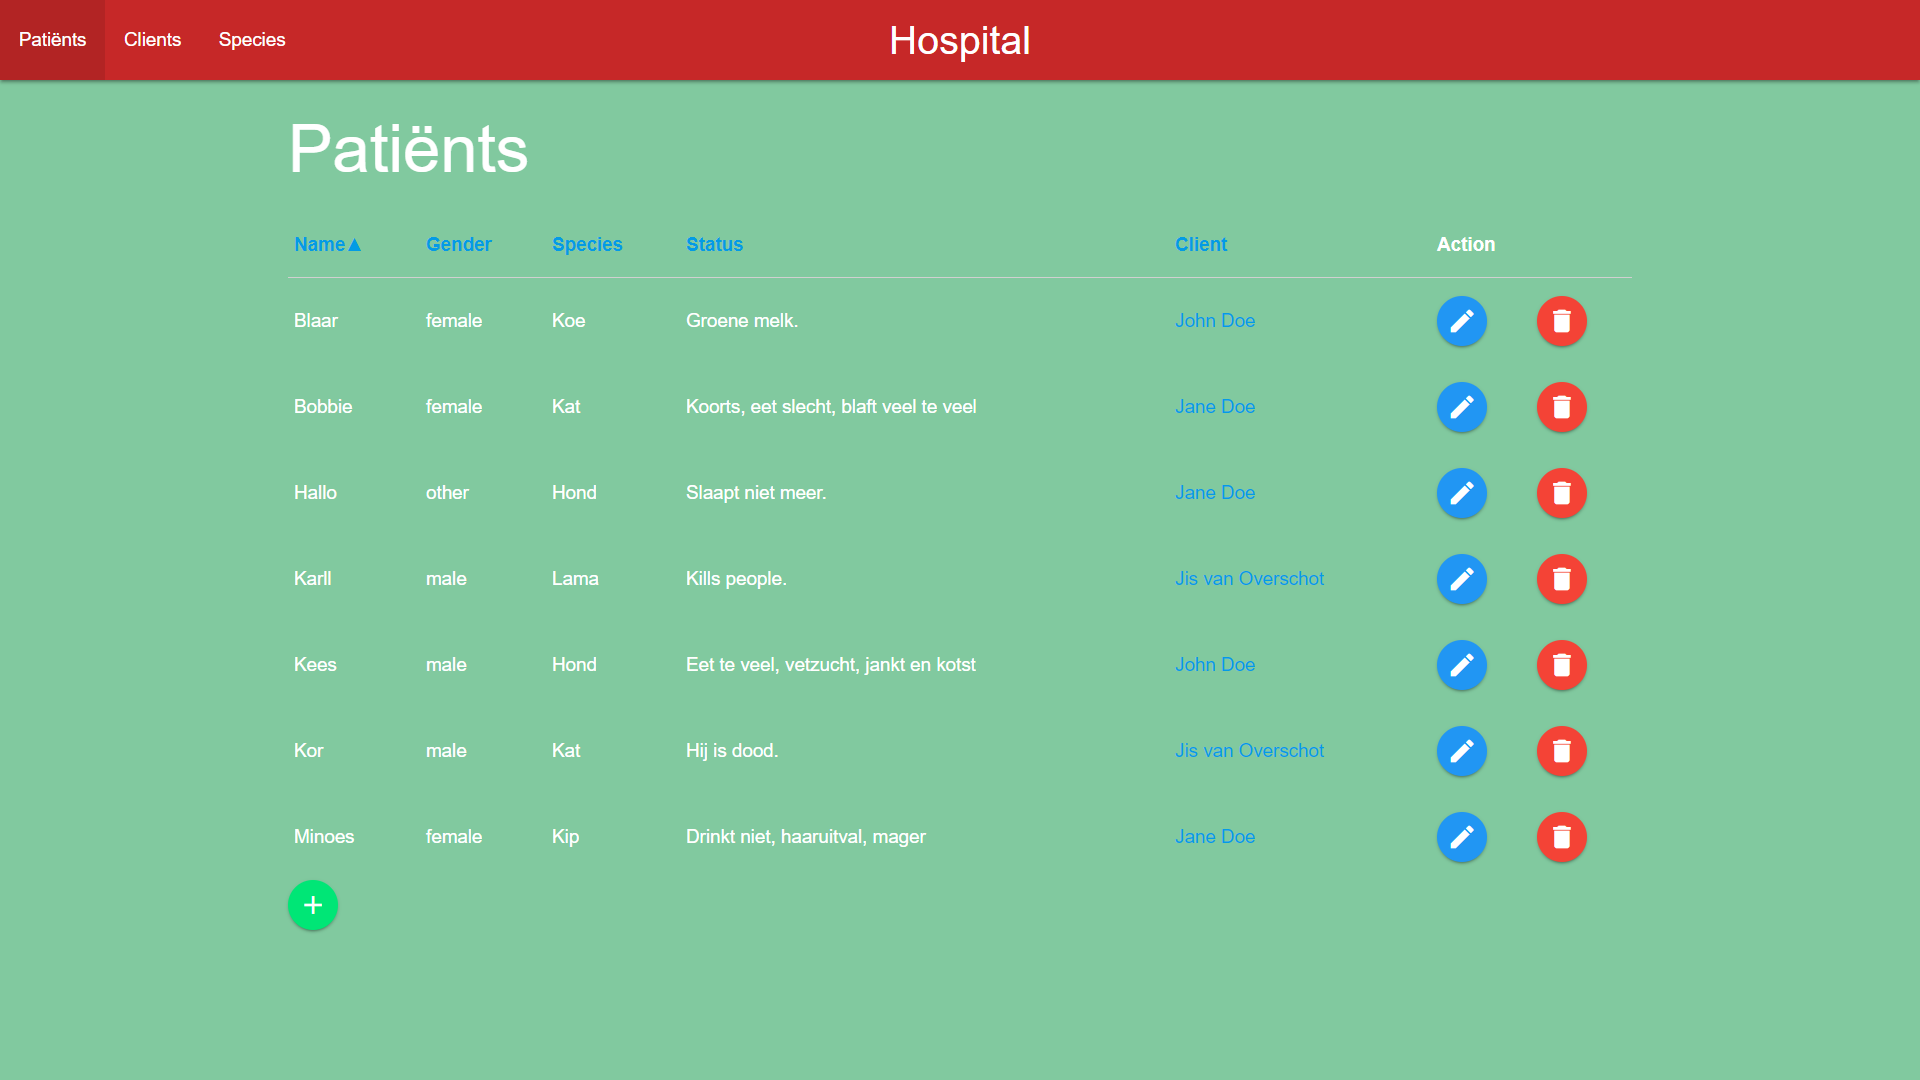 Patiënts Clients Species Hospital
Patiënts
Name▲ Gender Species Status Client Action
Blaar female Koe Groene melk. John Doe
Bobbie female Kat Koorts, eet slecht, blaft veel te veel Jane Doe
Hallo other Hond Slaapt niet meer. Jane Doe
Karll male Lama Kills people. Jis van Overschot
Kees male Hond Eet te veel, vetzucht, jankt en kotst John Doe
Kor male Kat Hij is dood. Jis van Overschot
Minoes female Kip Drinkt niet, haaruitval, mager Jane Doe